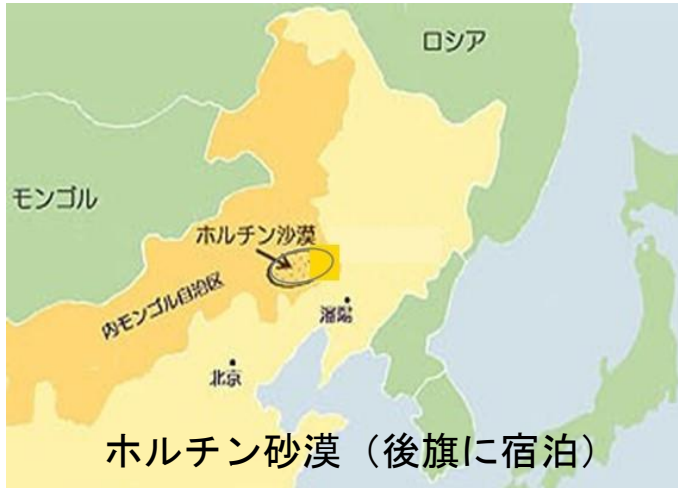 ロシア
モンゴル
ホルチン沙漠
内モンゴル自治区
瀋陽
北京
ホルチン砂漠（後旗に宿泊）